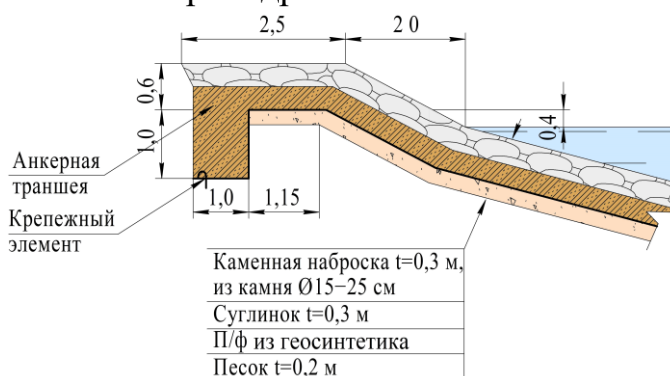 2,5
2 0
0,6
1,0
0,4
Анкерная
траншея
Крепежный
элемент
1,0
1,15
Каменная наброска t=0,3 м,
из камня Ø15−25 см
Суглинок t=0,3 м
П/ф из геосинтетика
Песок t=0,2 м